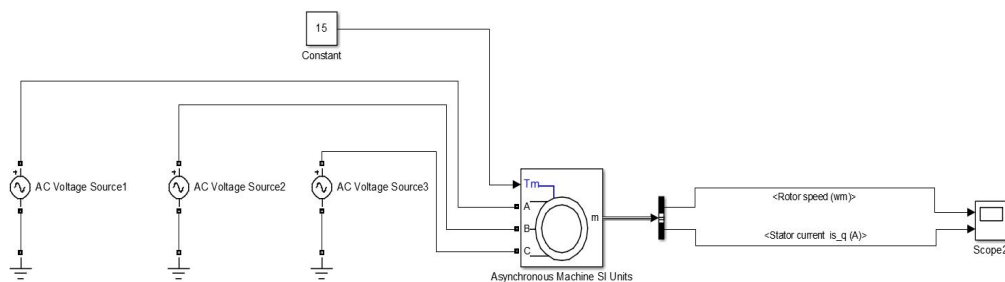 15
Constant
AC Voltage Source1
AC Voltage Source2
AC Voltage Source3
Tm
A
B
C
m
Asynchronous Machine SI Units
<Rotor speed (wm)>
<Stator current is_q (A)>
Scope2